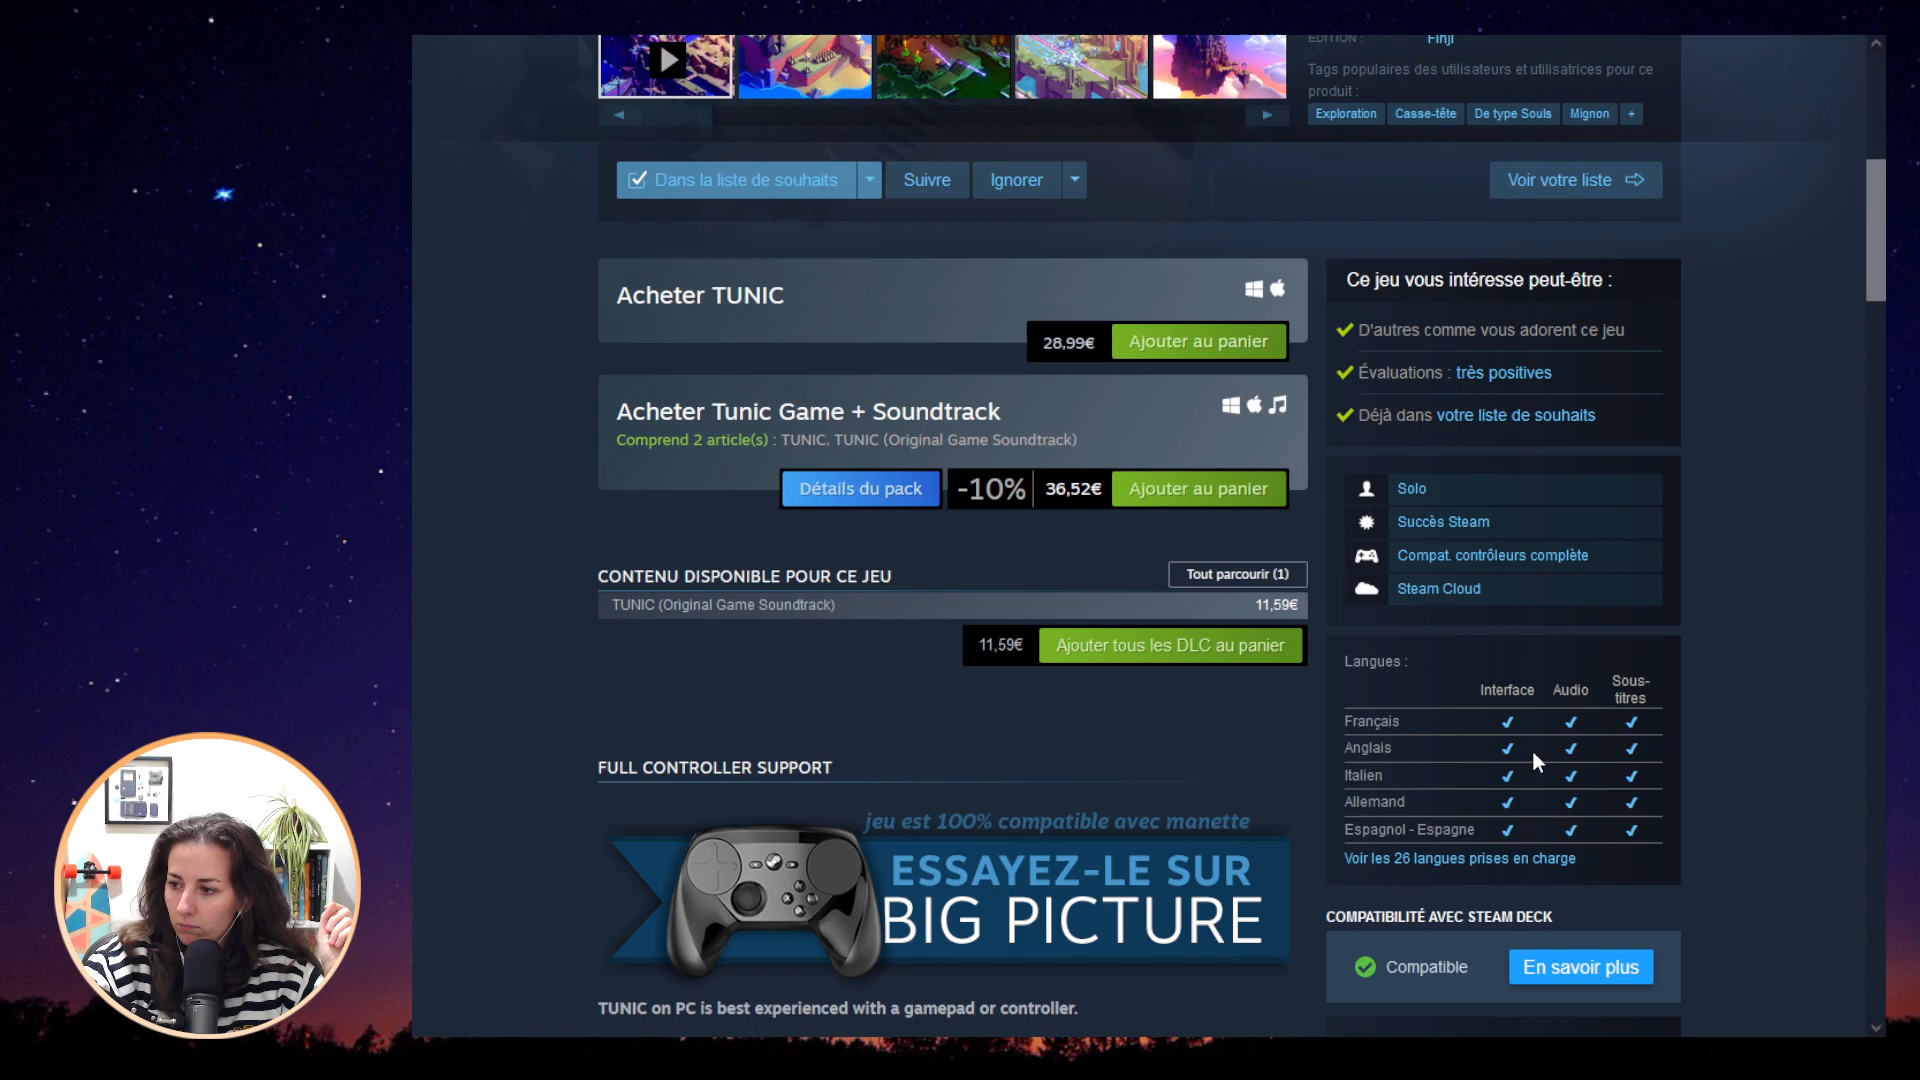 ÉDITION :
Finji
Tags populaires des utilisateurs et utilisatrices pour ce
produit :
Exploration
Casse-tête
De type Souls
Mignon
+
Dans la liste de souhaits
Suivre
Ignorer
Voir votre liste
Acheter TUNIC
28,99€
Ajouter au panier
Acheter Tunic Game + Soundtrack
Comprend 2 article(s) : TUNIC, TUNIC (Original Game Soundtrack)
Détails du pack
-10%
36,52€
Ajouter au panier
CONTENU DISPONIBLE POUR CE JEU
Tout parcourir (1)
TUNIC (Original Game Soundtrack)
11,59€
11,59€
Ajouter tous les DLC au panier
FULL CONTROLLER SUPPORT
jeu est 100% compatible avec manette
ESSAYEZ-LE SUR
BIG PICTURE
TUNIC on PC is best experienced with a gamepad or controller.
Ce jeu vous intéresse peut-être :
D'autres comme vous adorent ce jeu
Évaluations : très positives
Déjà dans votre liste de souhaits
Solo
Succès Steam
Compat. contrôleurs complète
Steam Cloud
Langues :
Interface
Audio
Sous-
titres
Français
Anglais
Italien
Allemand
Espagnol - Espagne
Voir les 26 langues prises en charge
COMPATIBILITÉ AVEC STEAM DECK
Compatible
En savoir plus